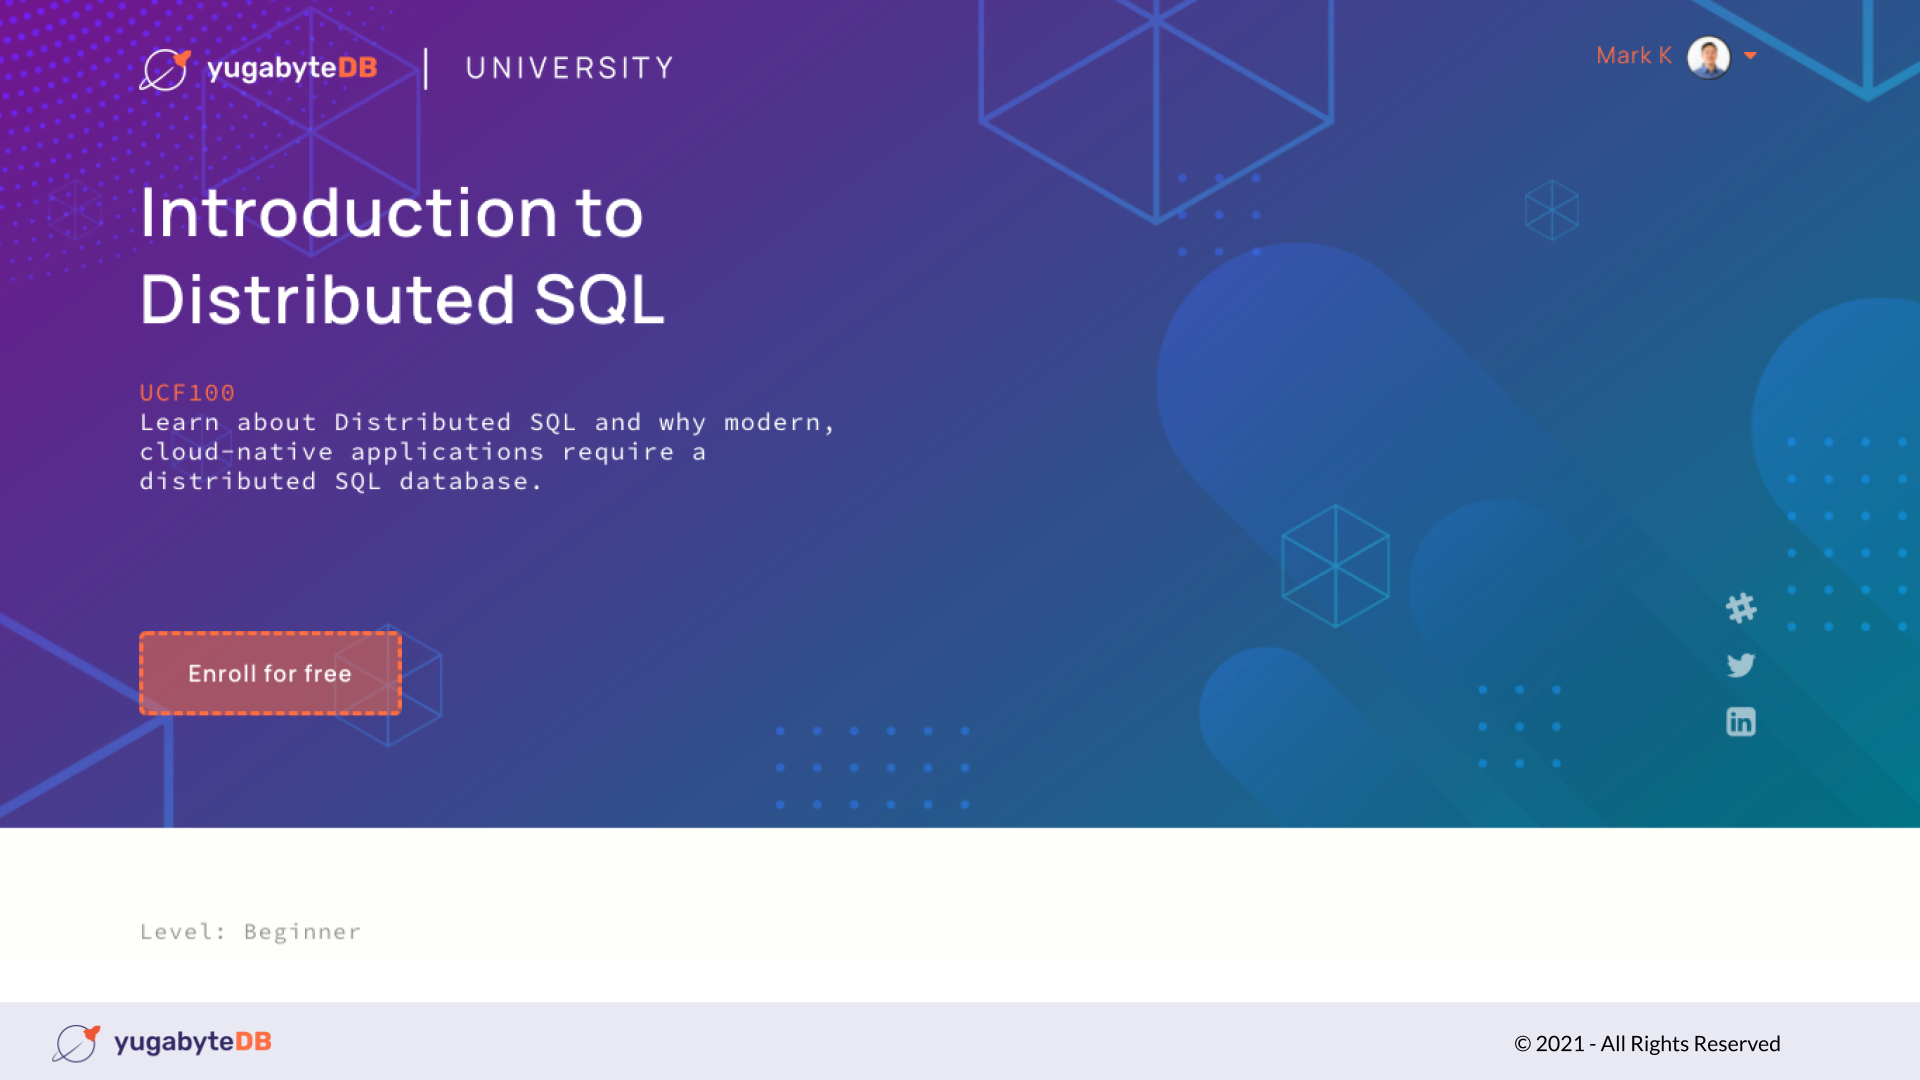 yugabyteDB | UNIVERSITY
Mark K
Introduction to
Distributed SQL
UCF100
Learn about Distributed SQL and why modern,
cloud-native applications require a
distributed SQL database.
Enroll for free
in
Level: Beginner
yugabyteDB
© 2021 - All Rights Reserved